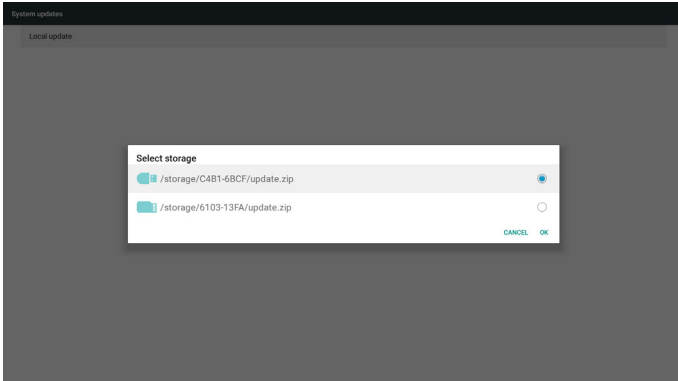 System updates
Local update
Select storage
/storage/C4B1-6BCF/update.zip
/storage/6103-13FA/update.zip
CANCEL OK